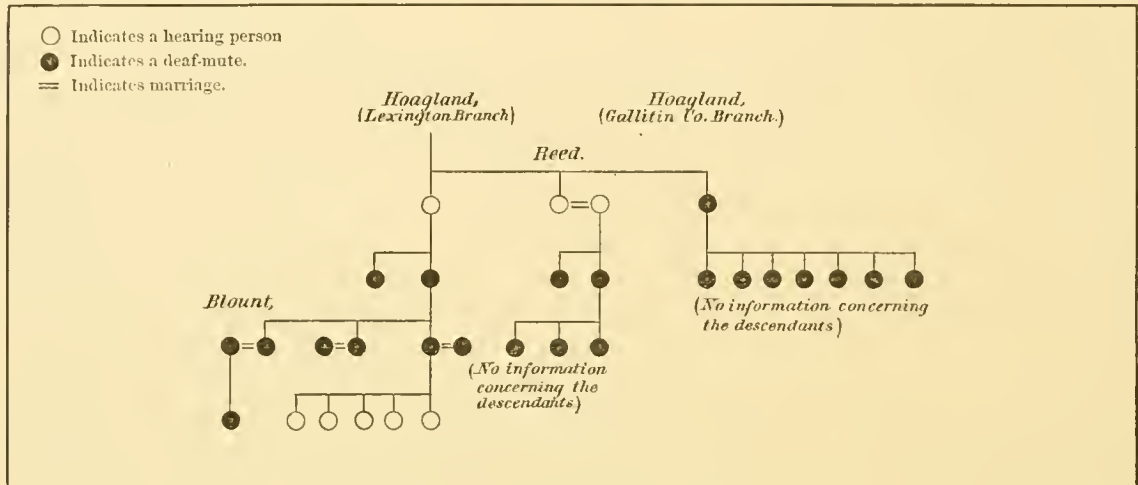 Indicates a hearing person
Indicates a deaf-mute.
= Indicates marriage.
Hoagland,
(Lexington Branch)
Hoagland,
(Gallitin Co. Branch.)
Reed.
Blount,
(No information concerning
the descendants)
(No information
concerning the
descendants)